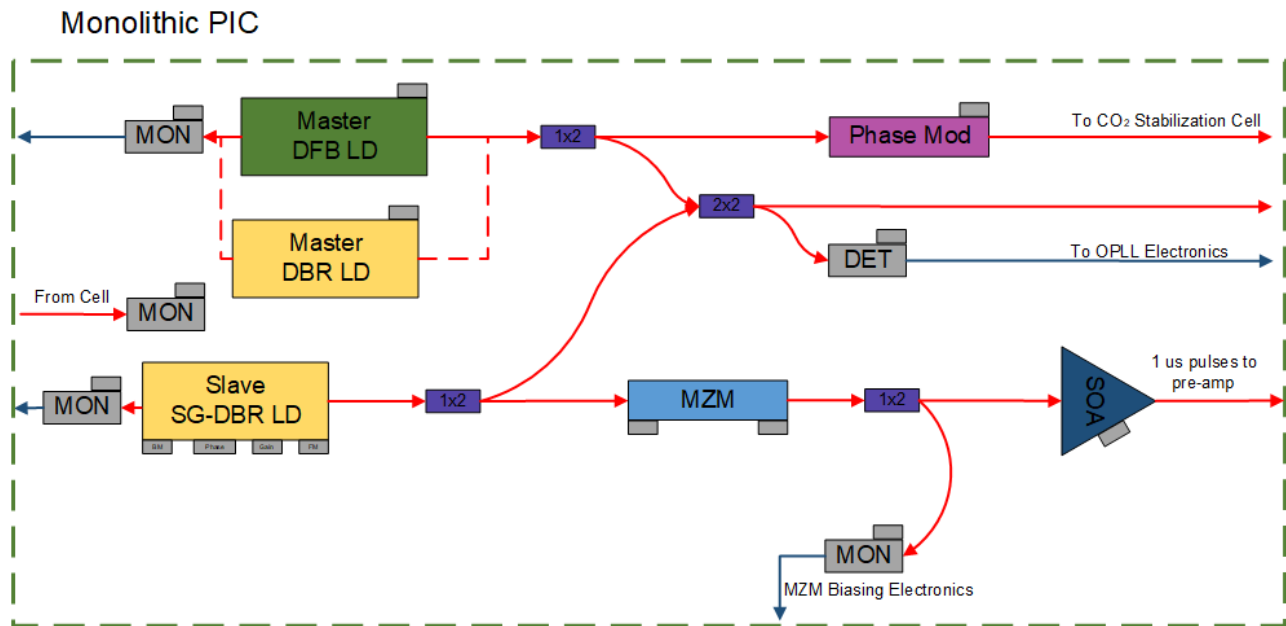 Monolithic PIC
MON
Master
DFB LD
1x2
Phase Mod
To CO₂ Stabilization Cell
2x2
Master
DBR LD
DET
To OPLL Electronics
From Cell
MON
MON
Slave
SG-DBR LD
BM
Phase
Gain
FM
1x2
MZM
1x2
SOA
1 us pulses to
pre-amp
MON
MZM Biasing Electronics